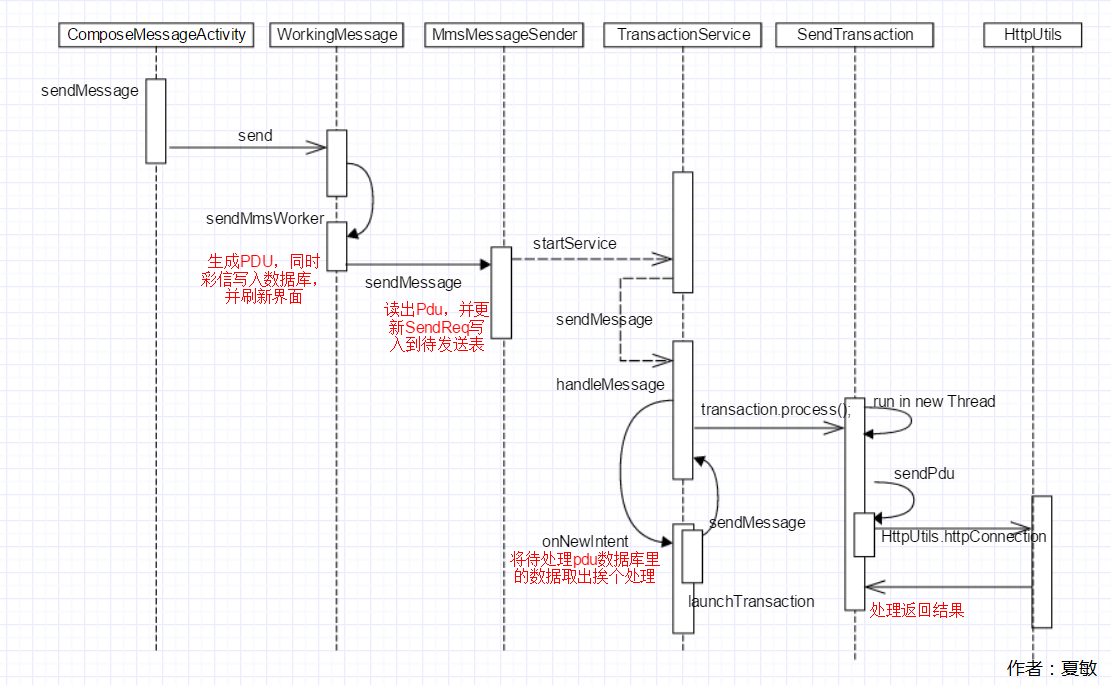 ComposeMessageActivity
WorkingMessage
MmsMessageSender
TransactionService
SendTransaction
HttpUtils
sendMessage
send
sendMmsWorker
生成PDU，同时
彩信写入数据库，
并刷新界面
sendMessage
读出Pdu，并更
新SendReq写
入到待发送表
startService
sendMessage
handleMessage
transaction.process();
run in new Thread
sendPdu
sendMessage
onNewIntent
将待处理pdu数据库里
的数据取出挨个处理
HttpUtils.httpConnection
launchTransaction
处理返回结果
作者：夏敏